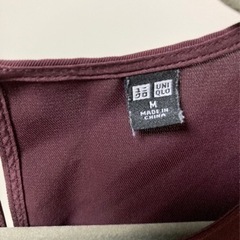 ユニ UNI
クロ QLO
M
MADE IN
CHINA